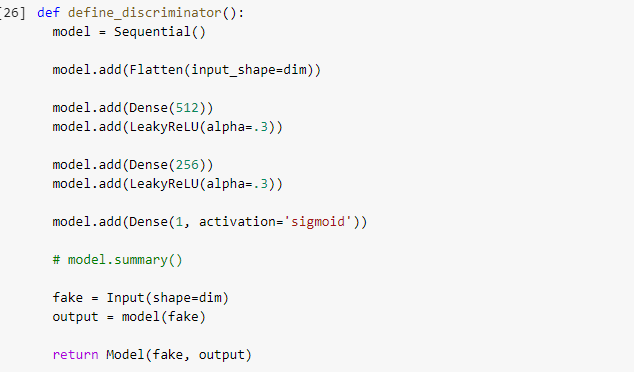 [26] def define_discriminator():
model = Sequential()
model.add(Flatten(input_shape=dim))
model.add(Dense(512))
model.add(LeakyReLU(alpha=.3))
model.add(Dense(256))
model.add(LeakyReLU(alpha=.3))
model.add(Dense(1, activation='sigmoid'))
# model.summary()
fake = Input(shape=dim)
output = model(fake)
return Model(fake, output)